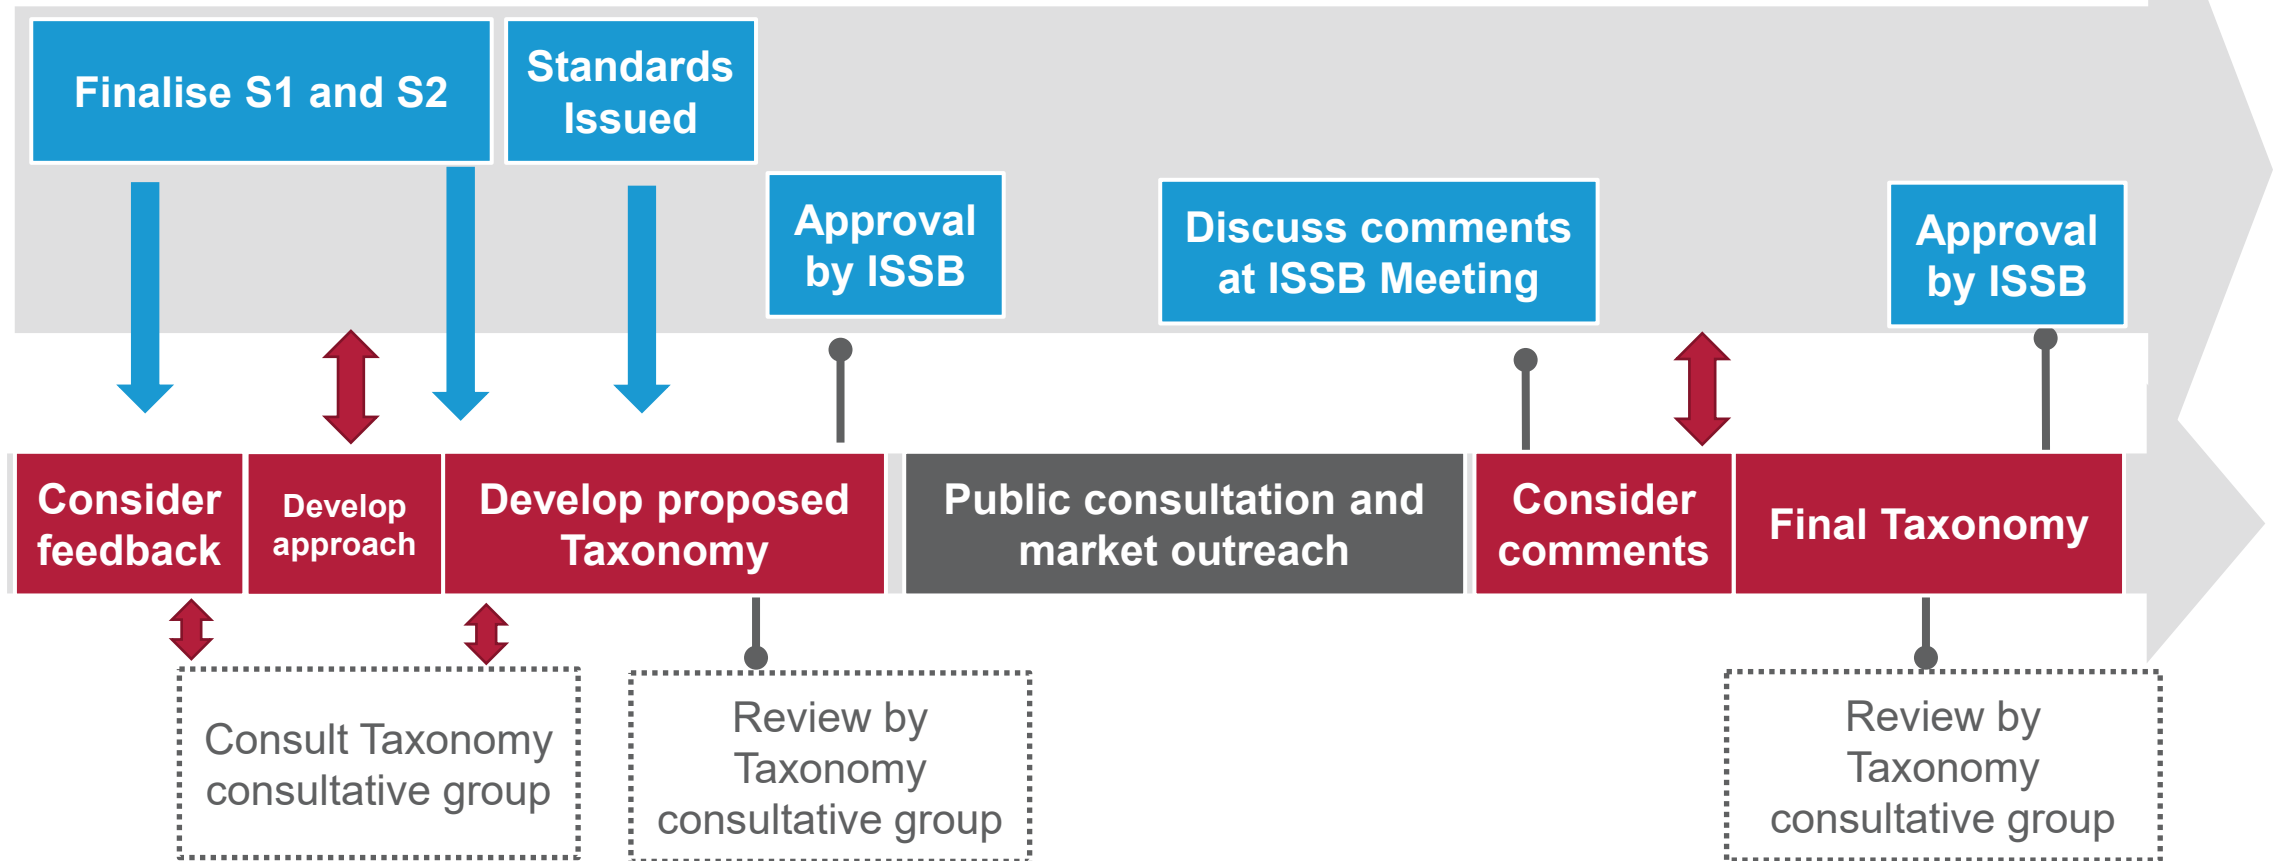 Finalise S1 and S2
Standards
Issued
Approval
by ISSB
Discuss comments
at ISSB Meeting
Approval
by ISSB
Consider
feedback
Develop
approach
Develop proposed
Taxonomy
Public consultation and
market outreach
Consider
comments
Final Taxonomy
Consult Taxonomy
consultative group
Review by
Taxonomy
consultative group
Review by
Taxonomy
consultative group